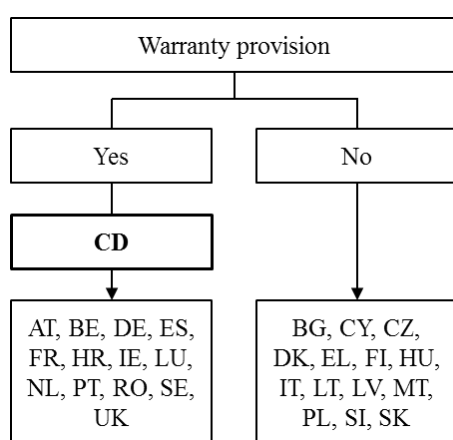 Warranty provision
Yes
No
CD
AT, BE, DE, ES,
FR, HR, IE, LU,
NL, PT, RO, SE,
UK
BG, CY, CZ,
DK, EL, FI, HU,
IT, LT, LV, MT,
PL, SI, SK